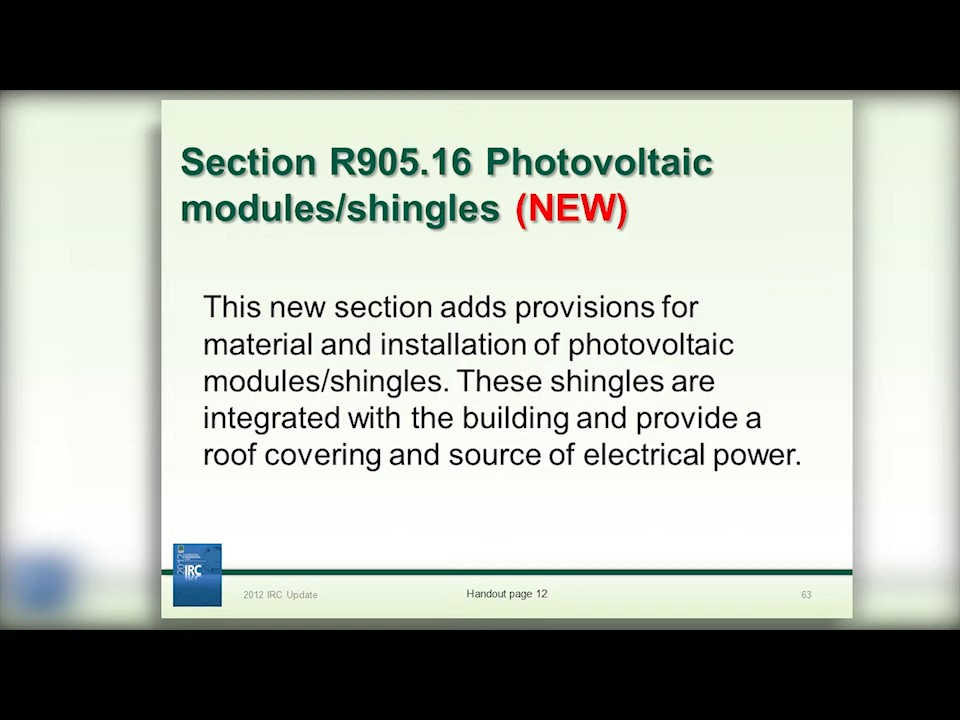 Section R905.16 Photovoltaic
modules/shingles (NEW)
This new section adds provisions for
material and installation of photovoltaic
modules/shingles. These shingles are
integrated with the building and provide a
roof covering and source of electrical power.
2012
IRC
2012 IRC Update
Handout page 12
63